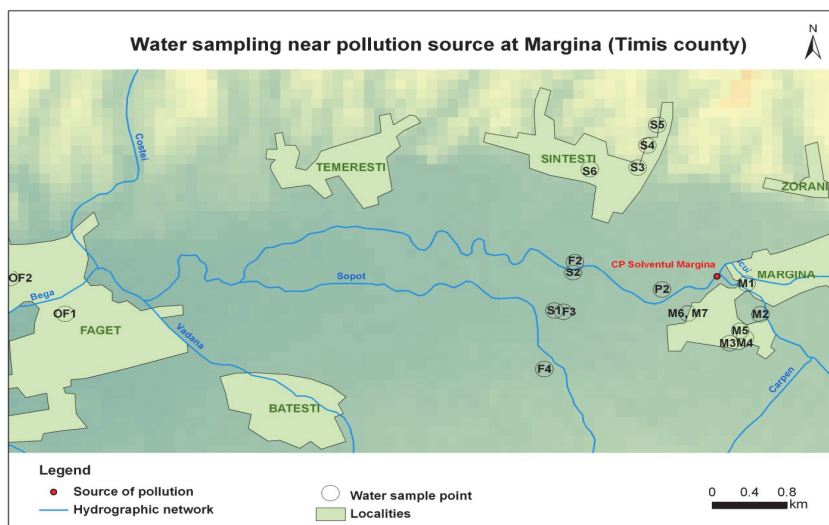 Water sampling near pollution source at Margina (Timis county)
N
Costei
TEMERESTI
SINTESTI
S5
S4
S3
S6
ZORANI
OF2
Bega
OF1
FAGET
Vadana
Sopot
F2
S2
CP Solventul Margina
MARGINA
M1
P2
S1 F3
M6, M7
M2
M5
M3 M4
F4
BATESTI
Carpen
Legend
Source of pollution
Hydrographic network
Water sample point
Localities
0 0.4 0.8
km